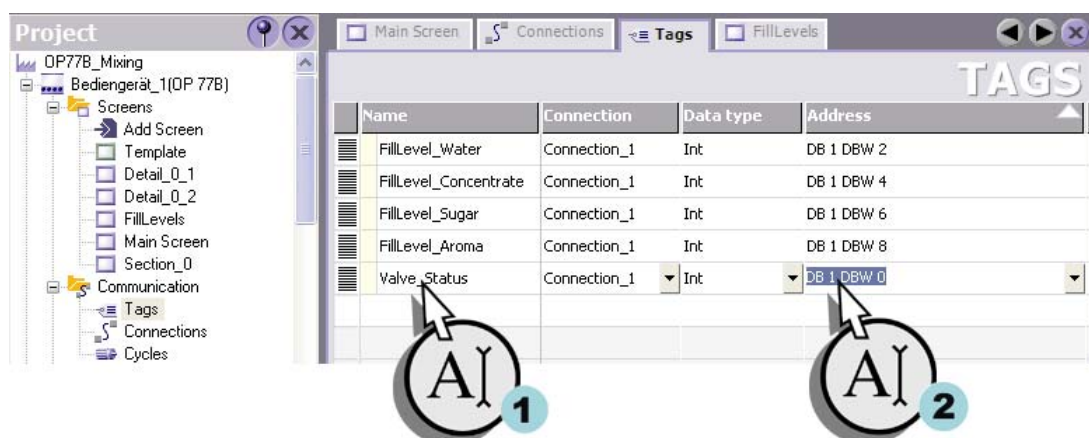 Project
OP77B_Mixing
Bediengerät_1(OP 77B)
Screens
Add Screen
Template
Detail_0_1
Detail_0_2
FillLevels
Main Screen
Section_0
Communication
Tags
Connections
Cycles
Main Screen Connections Tags FillLevels
TAGS
Name Connection Data type Address
FillLevel_Water Connection_1 Int DB 1 DBW 2
FillLevel_Concentrate Connection_1 Int DB 1 DBW 4
FillLevel_Sugar Connection_1 Int DB 1 DBW 6
FillLevel_Aroma Connection_1 Int DB 1 DBW 8
Valve_Status Connection_1 Int DB 1 DBW 0
A 1
A 2